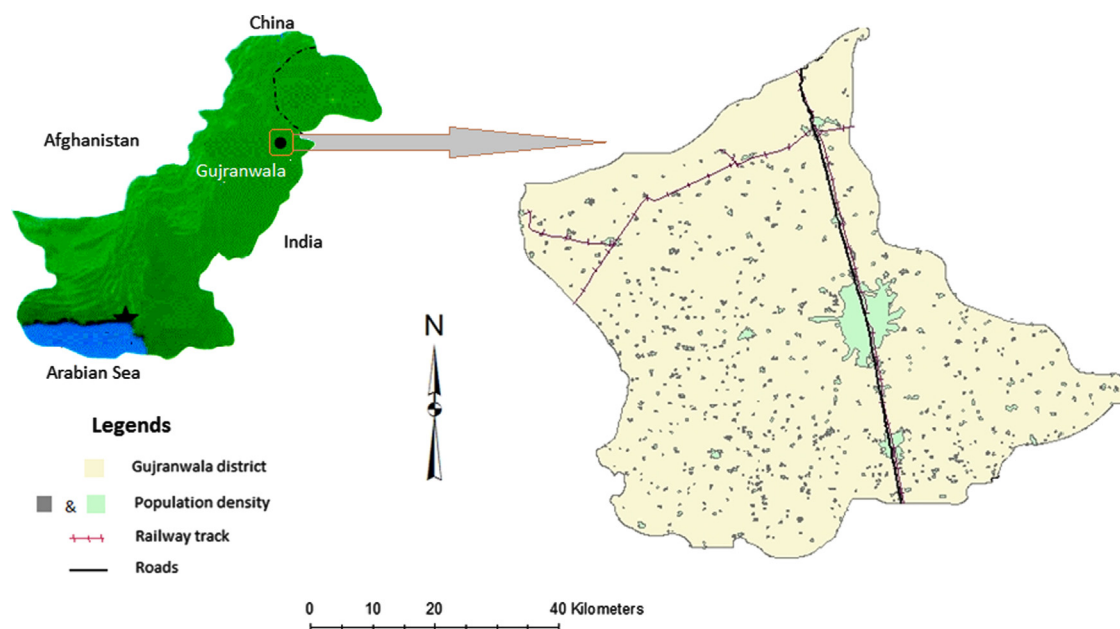 China
Afghanistan
Gujranwala
India
Arabian Sea
N
Legends
Gujranwala district
& Population density
Railway track
Roads
0 10 20 40 Kilometers